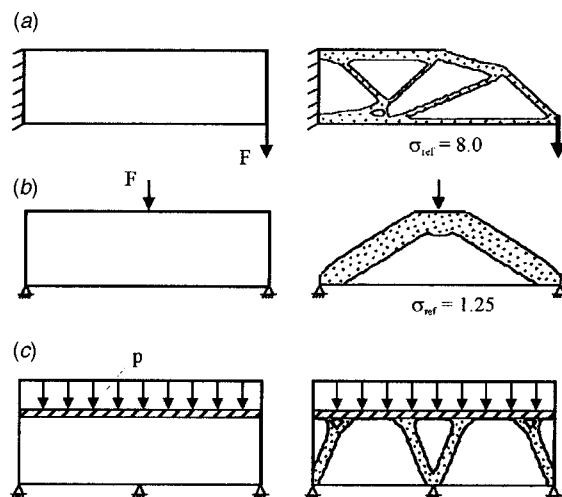 (a)
F
σref = 8.0
(b)
F
σref = 1.25
(c)
p